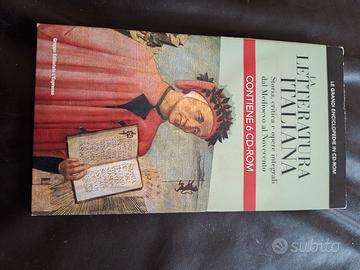 LE GRANDI ENCICLOPEDIE IN CD-ROM
LA
LETTERATURA
ITALIANA
Storia, critica e opere integrali
dal Medioevo al Novecento
CONTIENE 6 CD-ROM
Gruppo Editoriale L'Espresso
subito